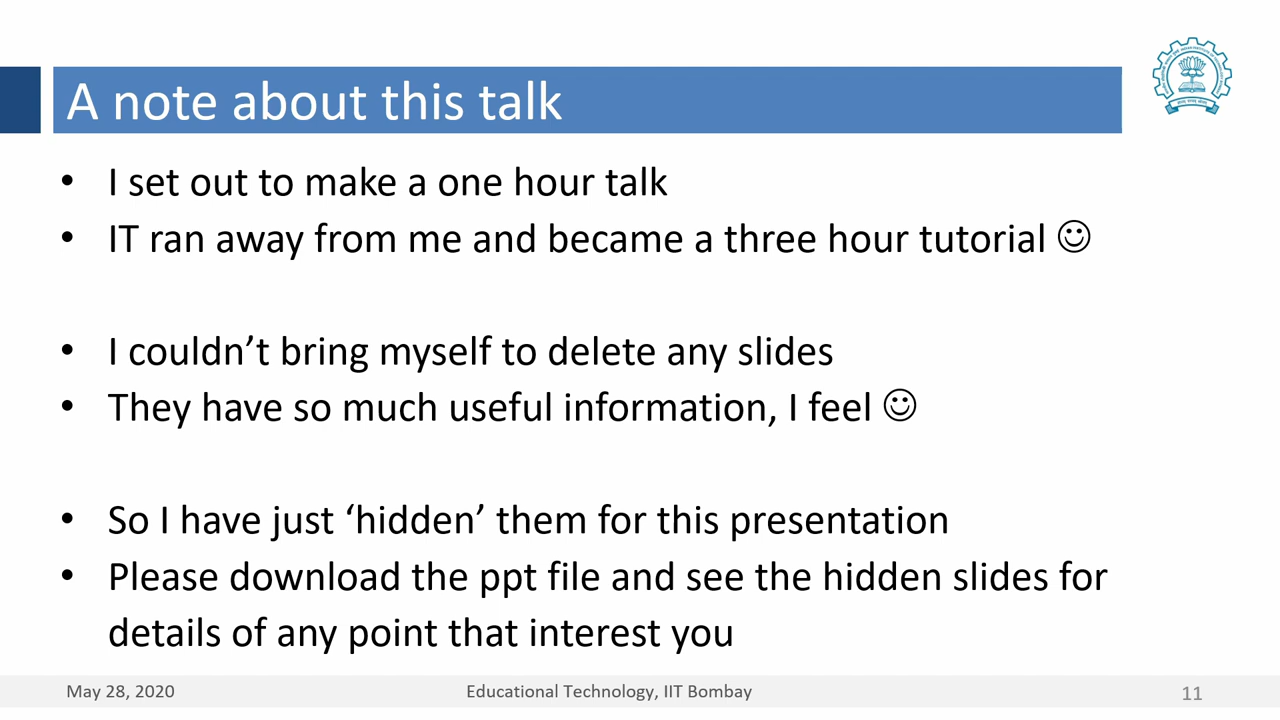 A note about this talk
• I set out to make a one hour talk
• IT ran away from me and became a three hour tutorial ☺
• I couldn’t bring myself to delete any slides
• They have so much useful information, I feel ☺
• So I have just ‘hidden’ them for this presentation
• Please download the ppt file and see the hidden slides for
details of any point that interest you
May 28, 2020
Educational Technology, IIT Bombay
11